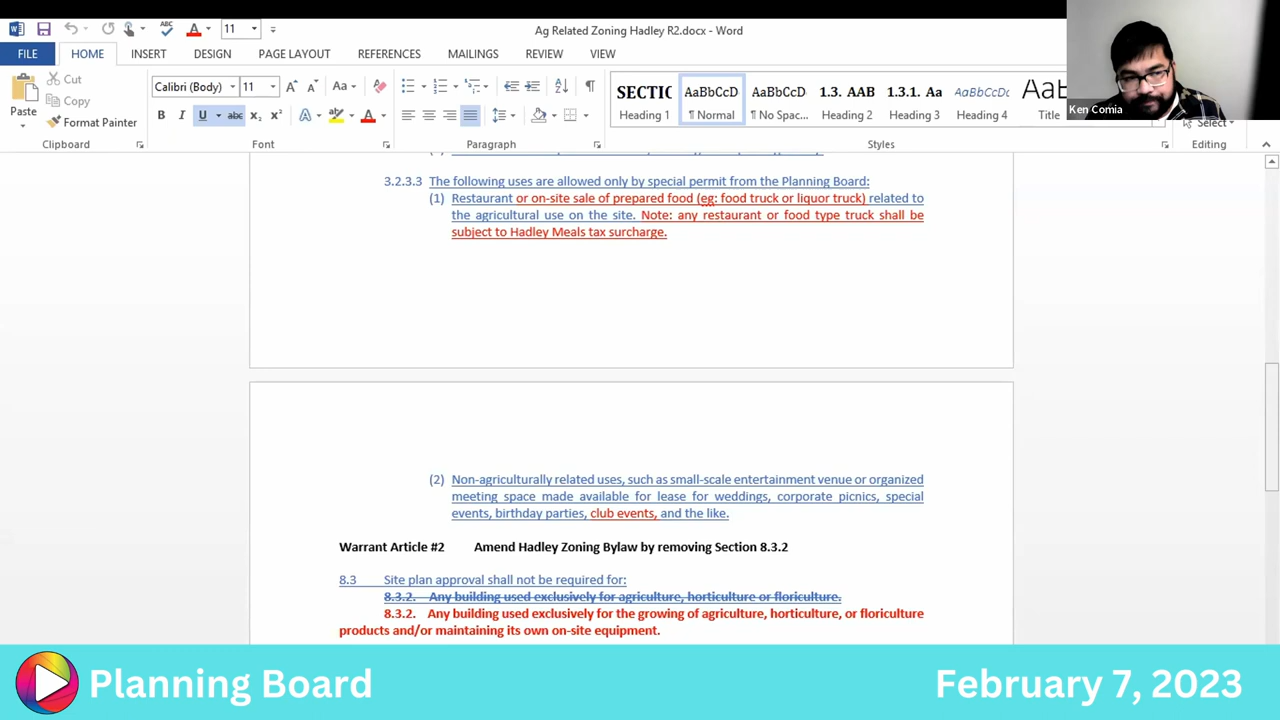 Ag Related Zoning Hadley R2.docx - Word
11
FILE HOME INSERT DESIGN PAGE LAYOUT REFERENCES MAILINGS REVIEW VIEW
Cut
Copy
Format Painter
Paste
Calibri (Body) 11
SECTIC AaBbCcD AaBbCcD 1.3. AAB 1.3.1. Aa AaBbCcDc AaB
Heading 1 ¶ Normal ¶ No Spac... Heading 2 Heading 3 Heading 4 Title
Select
Clipboard Font Paragraph Styles Editing
Ken Comia
3.2.3.3 The following uses are allowed only by special permit from the Planning Board:
(1) Restaurant or on-site sale of prepared food (eg: food truck or liquor truck) related to
the agricultural use on the site. Note: any restaurant or food type truck shall be
subject to Hadley Meals tax surcharge.
(2) Non-agriculturally related uses, such as small-scale entertainment venue or organized
meeting space made available for lease for weddings, corporate picnics, special
events, birthday parties, club events, and the like.
Warrant Article #2 Amend Hadley Zoning Bylaw by removing Section 8.3.2
8.3 Site plan approval shall not be required for:
8.3.2. Any building used exclusively for agriculture, horticulture or floriculture.
8.3.2. Any building used exclusively for the growing of agriculture, horticulture, or floriculture
products and/or maintaining its own on-site equipment.
Planning Board
February 7, 2023